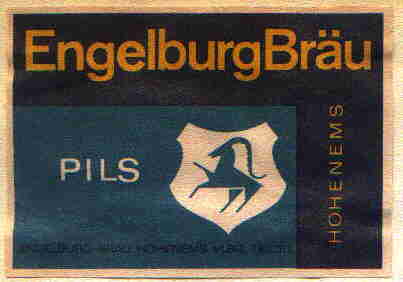 EngelburgBräu
PILS
HOHENEMS
ENGELBURG-BRÄU HOHENEMS VLBG.